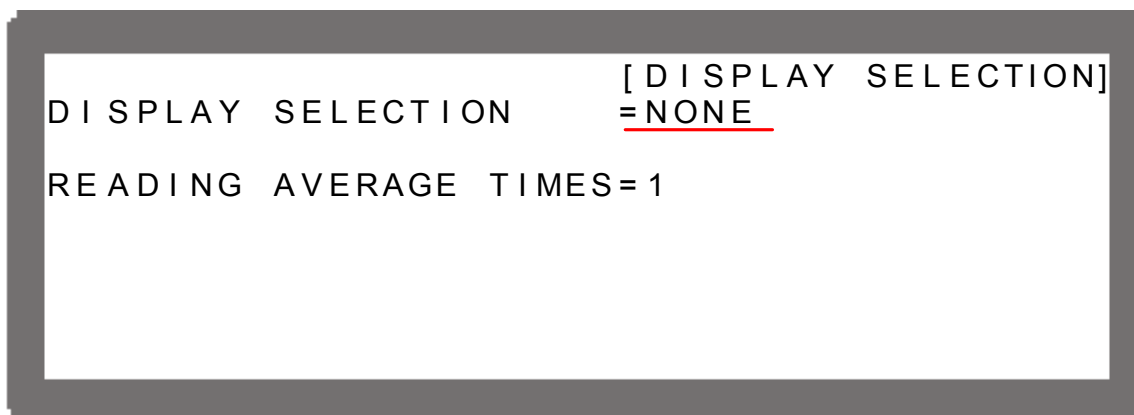 [DISPLAY SELECTION]
DISPLAY SELECTION =NONE
READING AVERAGE TIMES=1